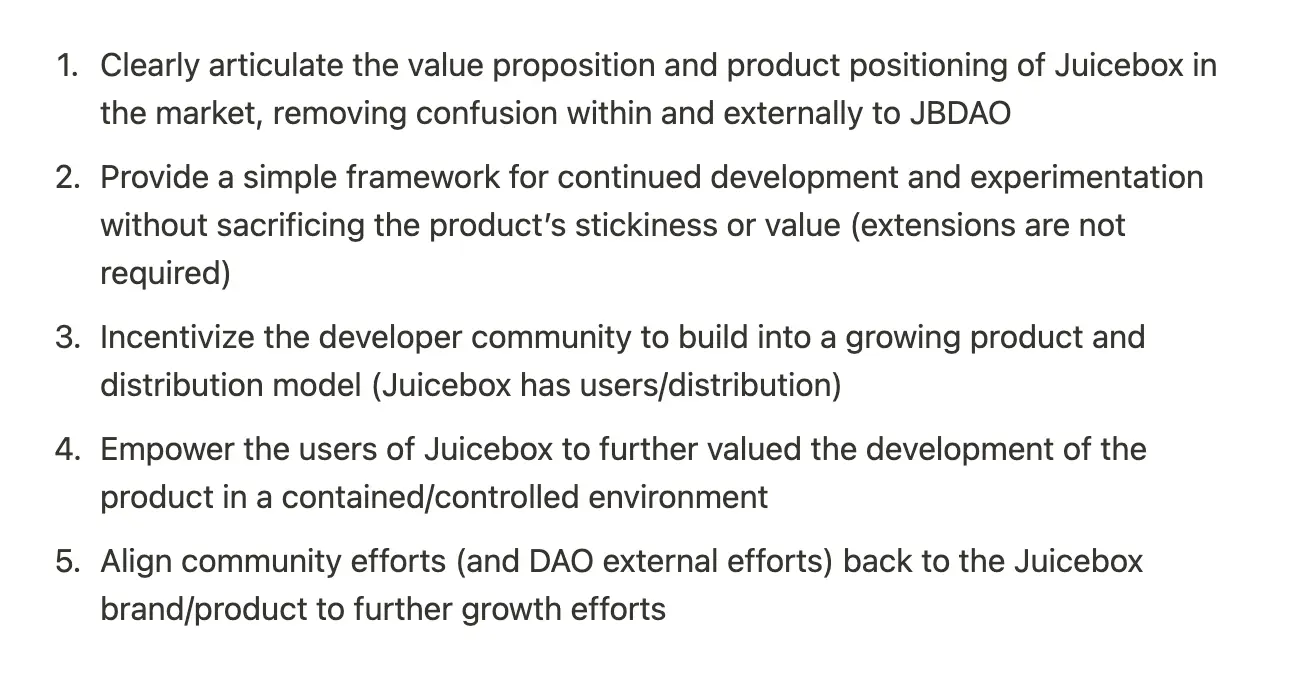 1. Clearly articulate the value proposition and product positioning of Juicebox in
the market, removing confusion within and externally to JBDAO
2. Provide a simple framework for continued development and experimentation
without sacrificing the product’s stickiness or value (extensions are not
required)
3. Incentivize the developer community to build into a growing product and
distribution model (Juicebox has users/distribution)
4. Empower the users of Juicebox to further valued the development of the
product in a contained/controlled environment
5. Align community efforts (and DAO external efforts) back to the Juicebox
brand/product to further growth efforts